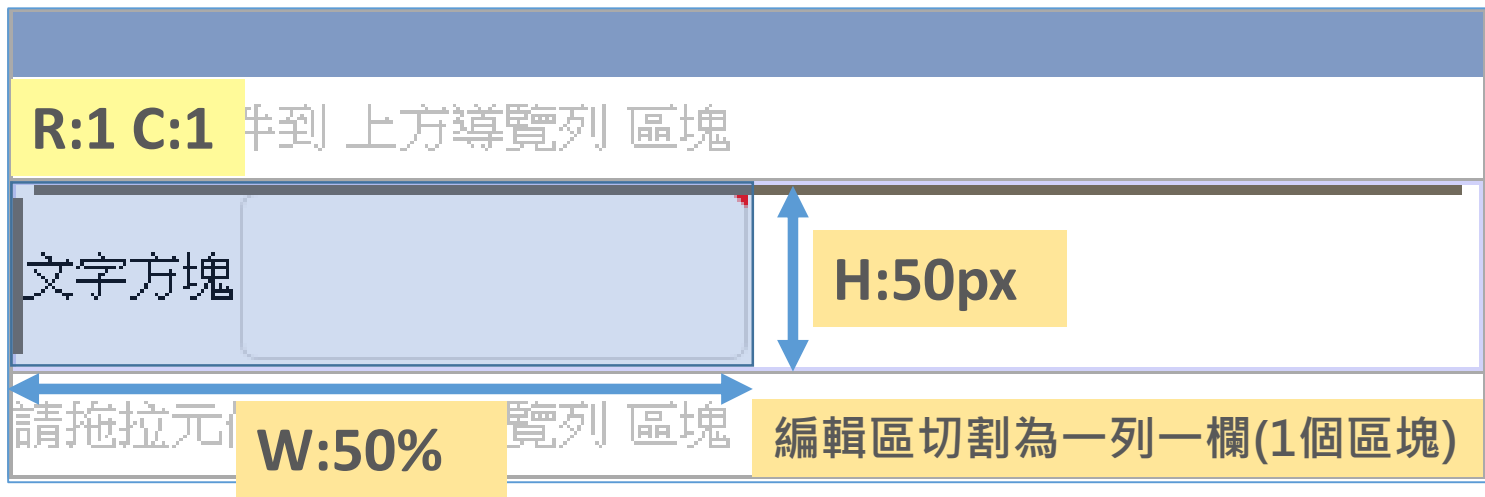 R:1 C:1 件到 上方導覽列 區塊
文字方塊
H:50px
請拖拉元 覽列 區塊
W:50%
編輯區切割為一列一欄(1個區塊)